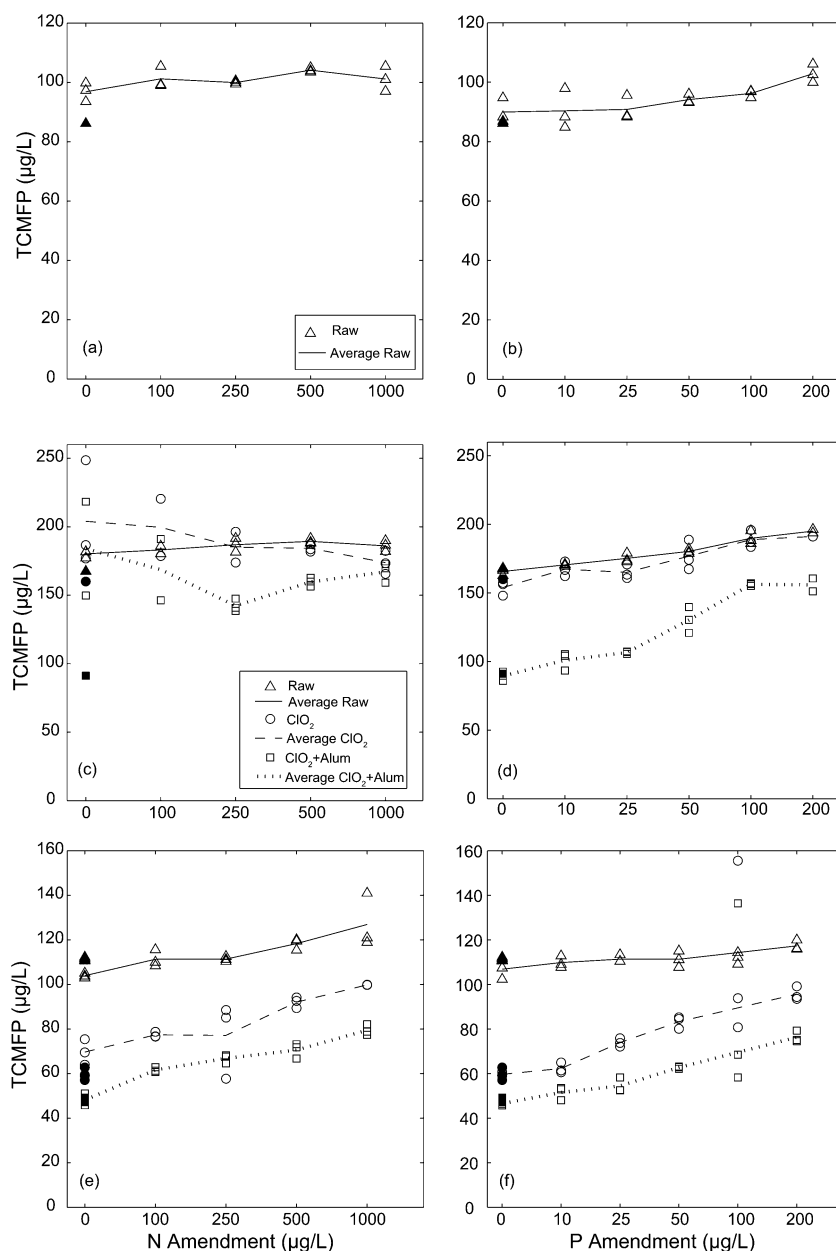 120
100
80
60
40
20
0
TCMFP (µg/L)
(a)
Raw
Average Raw
0 100 250 500 1000
120
100
80
60
40
20
0
(b)
0 10 25 50 100 200
250
200
150
100
50
0
TCMFP (µg/L)
(c)
Raw
Average Raw
ClO₂
Average ClO₂
ClO₂+Alum
Average ClO₂+Alum
0 100 250 500 1000
250
200
150
100
50
0
(d)
0 10 25 50 100 200
160
140
120
100
80
60
40
20
0
TCMFP (µg/L)
(e)
0 100 250 500 1000
N Amendment (µg/L)
160
140
120
100
80
60
40
20
0
(f)
0 10 25 50 100 200
P Amendment (µg/L)